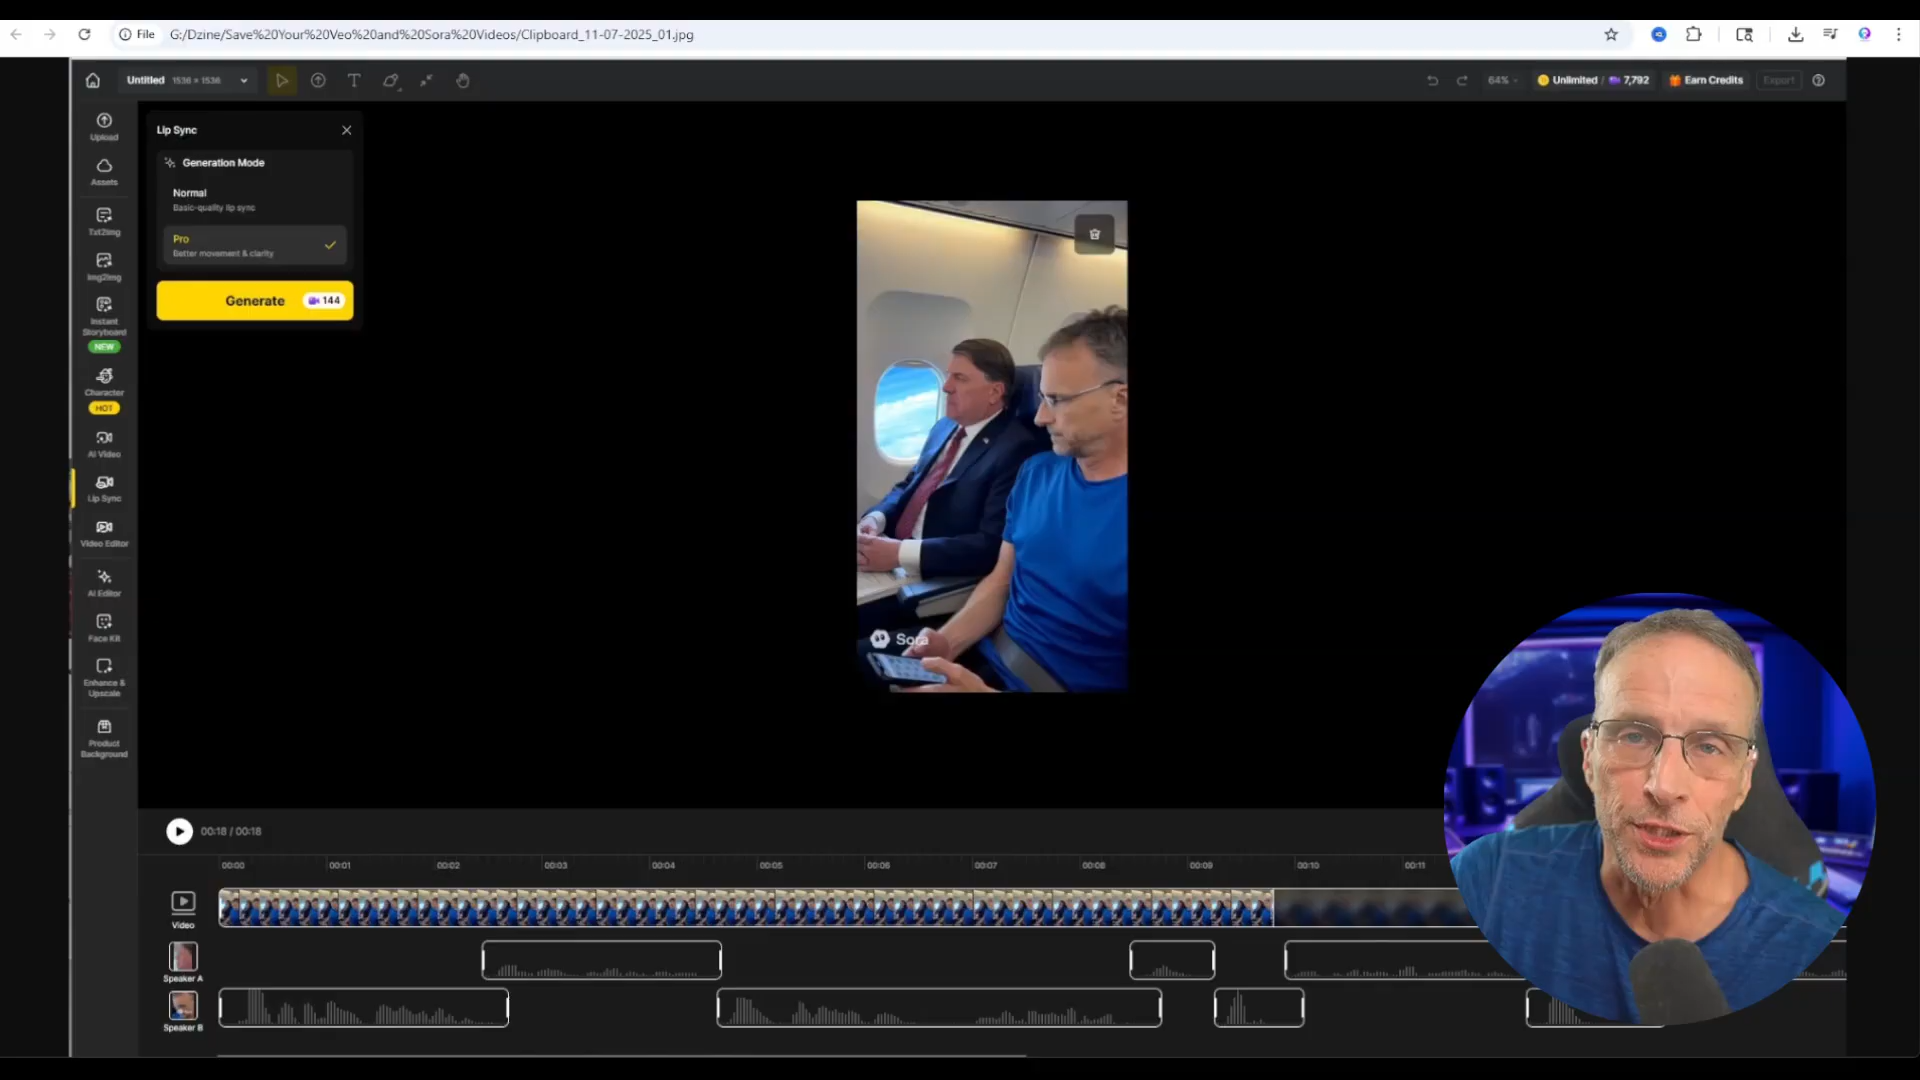 File
G:/Dzine/Save%20Your%20Veo%20and%20Sora%20Videos/Clipboard_11-07-2025_01.jpg
Untitled 1536 × 1536
64%
Unlimited / 7,792
Earn Credits
Export
Upload
Assets
Txt2Img
Img2Img
Instant
Storyboard
NEW
Character
HOT
AI Video
Lip Sync
Video Editor
AI Editor
Face Kit
Enhance &
Upscale
Product
Background
Lip Sync
Generation Mode
Normal
Basic-quality lip sync
Pro
Better movement & clarity
Generate 144
Sora
00:18 / 00:18
00:00 00:01 00:02 00:03 00:04 00:05 00:06 00:07 00:08 00:09 00:10 00:11
Video
Speaker A
Speaker B